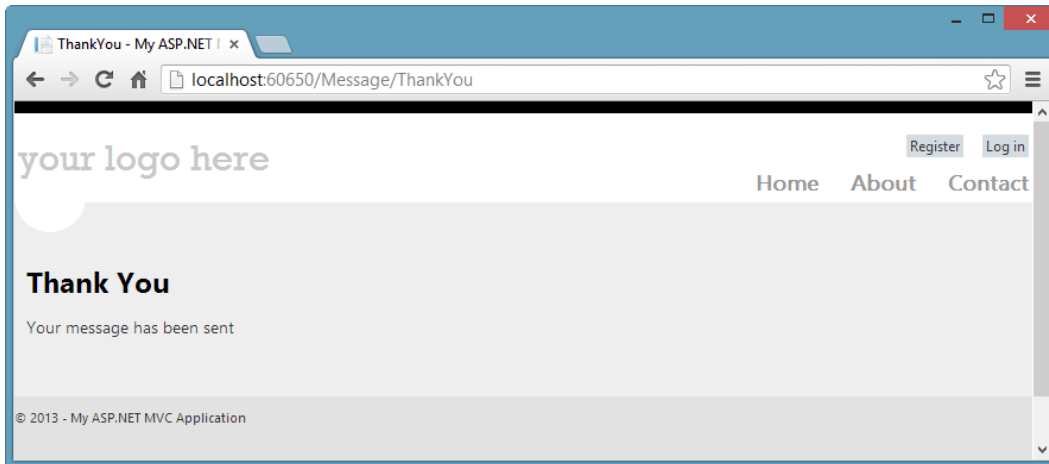 ThankYou - My ASP.NET
localhost:60650/Message/ThankYou
your logo here
Register Log in
Home About Contact
Thank You
Your message has been sent
© 2013 - My ASP.NET MVC Application